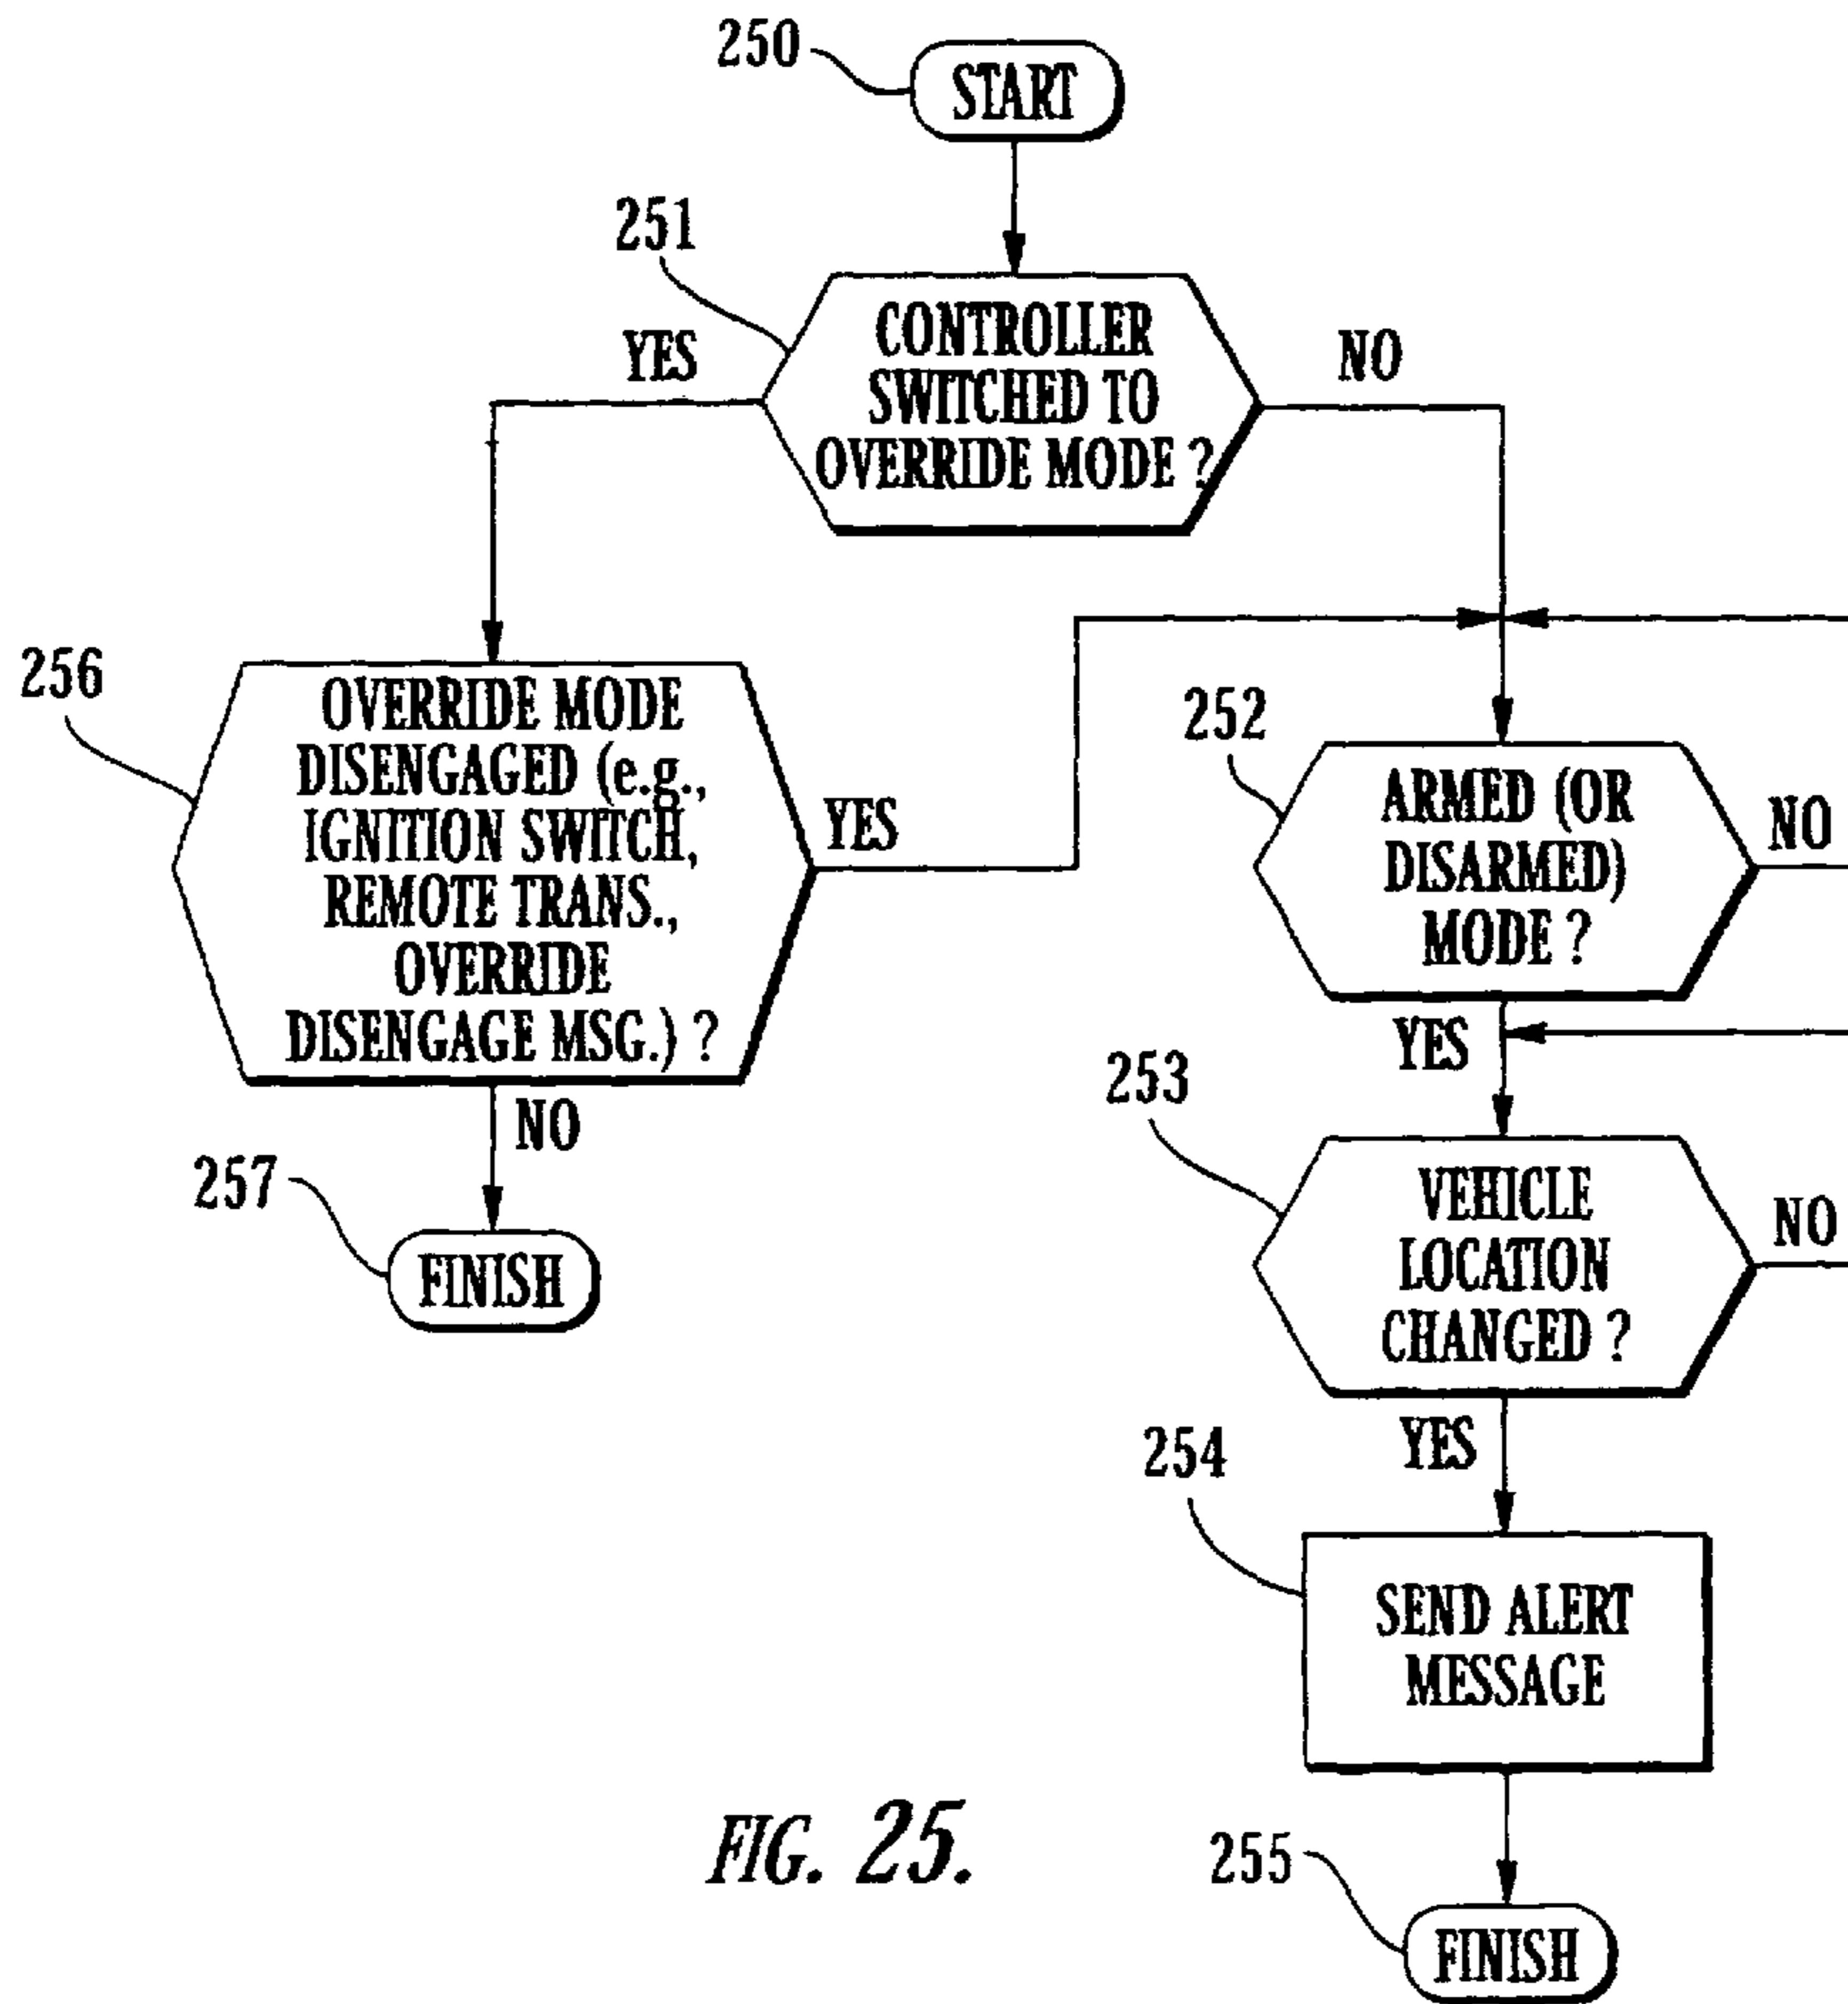 250
START
251
YES
CONTROLLER
SWITCHED TO
OVERRIDE MODE ?
NO
256
OVERRIDE MODE
DISENGAGED (e.g.,
IGNITION SWITCH,
REMOTE TRANS.,
OVERRIDE
DISENGAGE MSG.) ?
YES
NO
257
FINISH
252
ARMED (OR
DISARMED)
MODE ?
NO
YES
253
VEHICLE
LOCATION
CHANGED ?
NO
YES
254
SEND ALERT
MESSAGE
255
FINISH
FIG. 25.